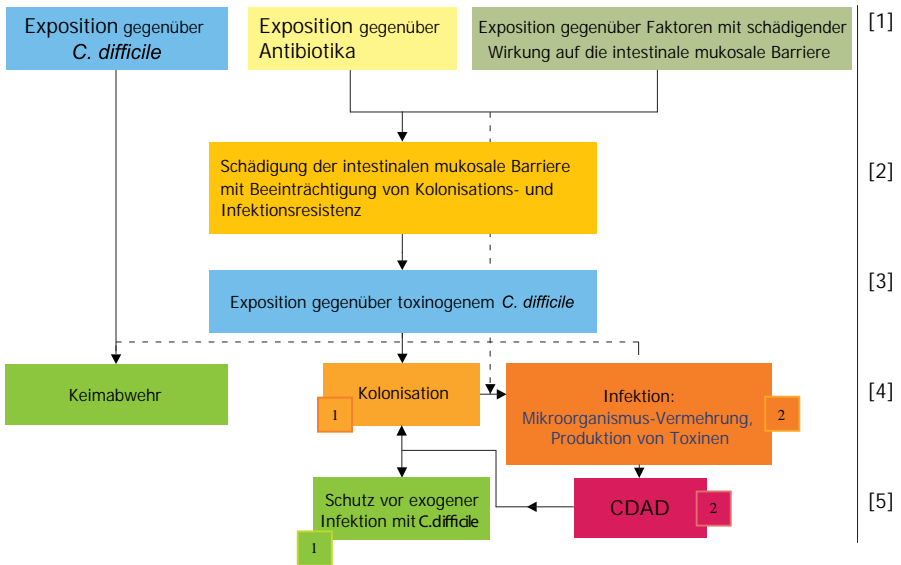 Exposition gegenüber
C. difficile
Exposition gegenüber
Antibiotika
Exposition gegenüber Faktoren mit schädigender
Wirkung auf die intestinale mukosale Barriere
[1]
Schädigung der intestinalen mukosale Barriere
mit Beeinträchtigung von Kolonisations- und
Infektionsresistenz
[2]
Exposition gegenüber toxinogenem C. difficile
[3]
Keimabwehr
Kolonisation
1
Infektion:
Mikroorganismus-Vermehrung,
Produktion von Toxinen
2
[4]
Schutz vor exogener
Infektion mit C.difficile
1
CDAD
2
[5]